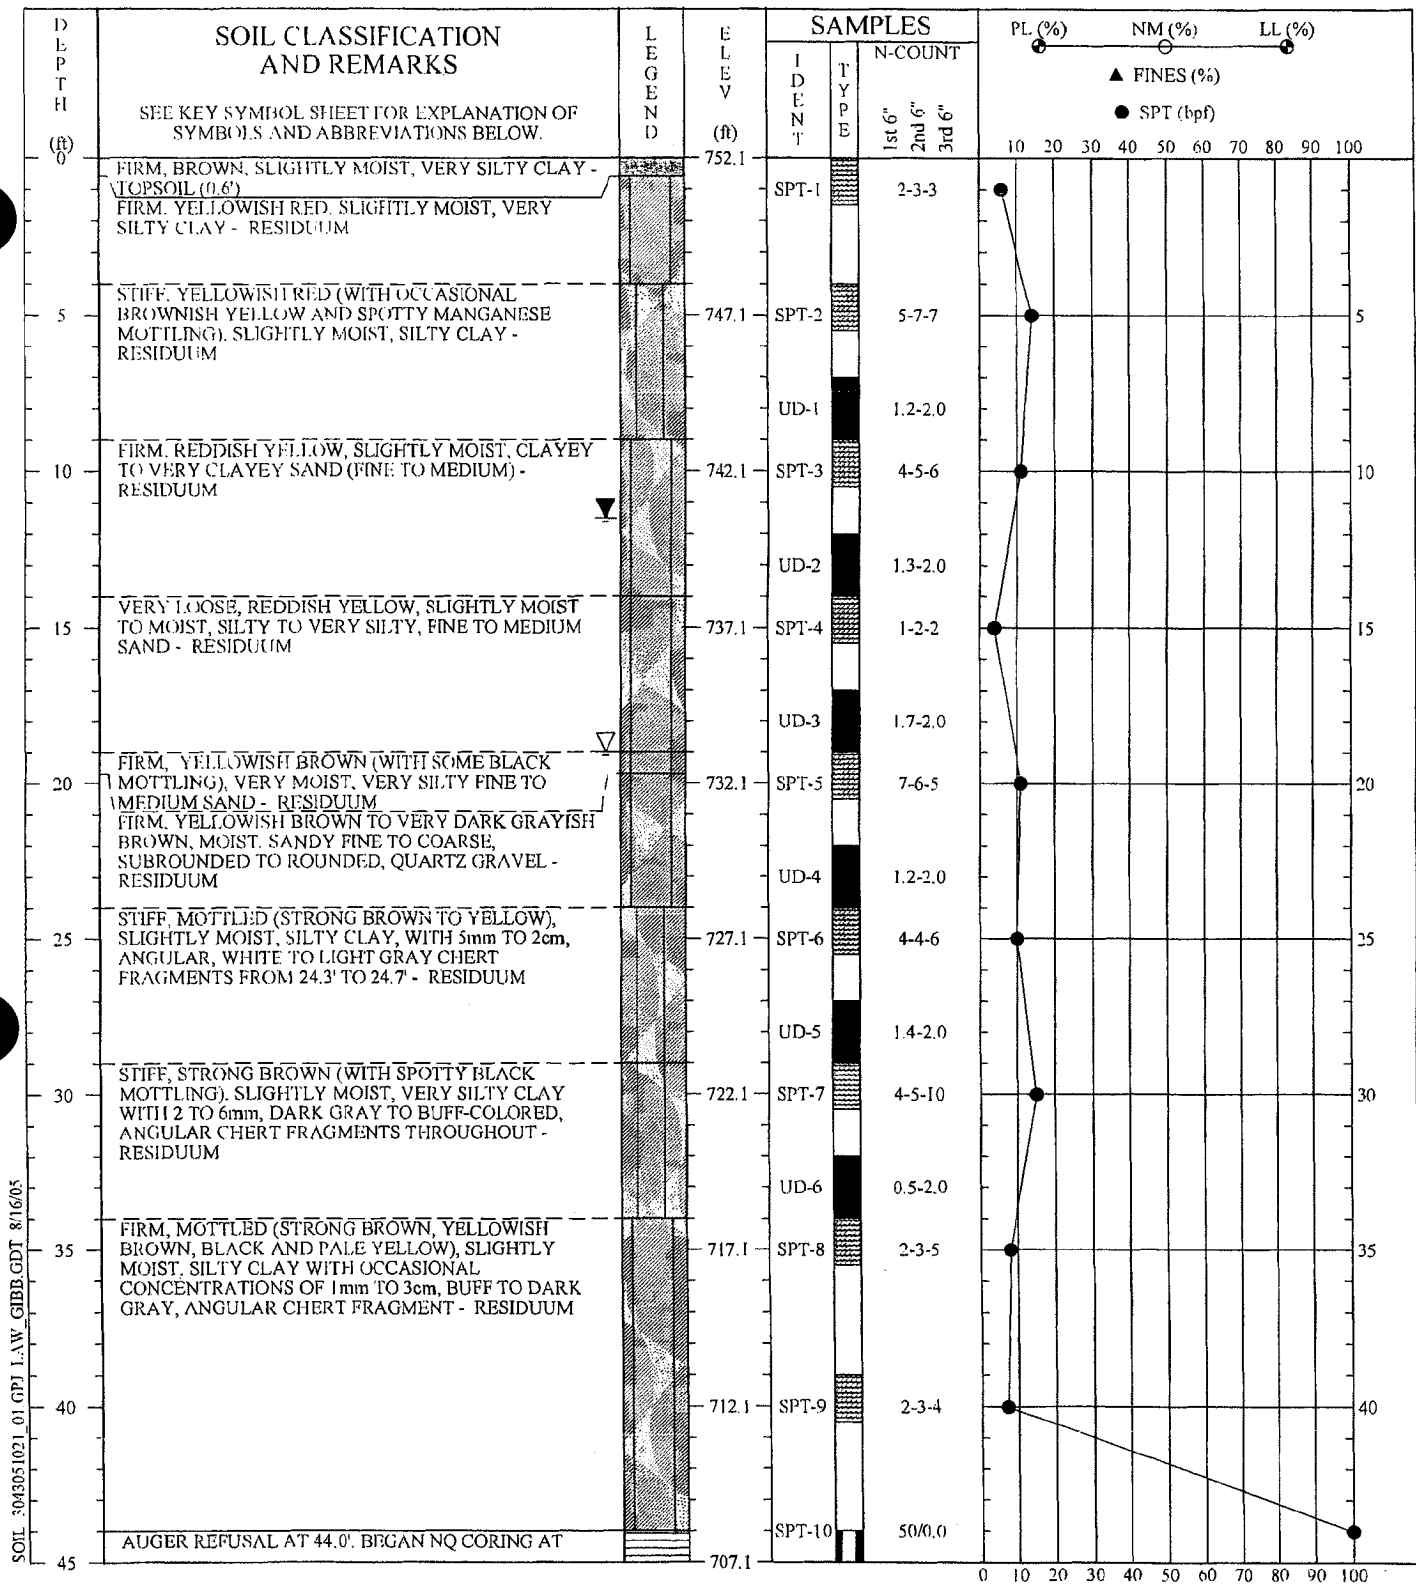 DEPTH (ft)
SOIL CLASSIFICATION
AND REMARKS
SEE KEY SYMBOL SHEET FOR EXPLANATION OF
SYMBOLS AND ABBREVIATIONS BELOW.
LEGEND
ELEV (ft)
SAMPLES
IDENT
TYPE
N-COUNT
1st 6"
2nd 6"
3rd 6"
PL (%) NM (%) LL (%)
▲ FINES (%)
● SPT (bpf)
10 20 30 40 50 60 70 80 90 100
0
FIRM, BROWN, SLIGHTLY MOIST, VERY SILTY CLAY -
TOPSOIL (0.6')
FIRM, YELLOWISH RED, SLIGHTLY MOIST, VERY
SILTY CLAY - RESIDUUM
752.1
SPT-1 2-3-3
STIFF, YELLOWISH RED (WITH OCCASIONAL
BROWNISH YELLOW AND SPOTTY MANGANESE
MOTTLING), SLIGHTLY MOIST, SILTY CLAY -
RESIDUUM
5 747.1 SPT-2 5-7-7 5
UD-1 1.2-2.0
FIRM, REDDISH YELLOW, SLIGHTLY MOIST, CLAYEY
TO VERY CLAYEY SAND (FINE TO MEDIUM) -
RESIDUUM
10 742.1 SPT-3 4-5-6 10
UD-2 1.3-2.0
VERY LOOSE, REDDISH YELLOW, SLIGHTLY MOIST
TO MOIST, SILTY TO VERY SILTY, FINE TO MEDIUM
SAND - RESIDUUM
15 737.1 SPT-4 1-2-2 15
UD-3 1.7-2.0
FIRM, YELLOWISH BROWN (WITH SOME BLACK
MOTTLING), VERY MOIST, VERY SILTY FINE TO
MEDIUM SAND - RESIDUUM
20 732.1 SPT-5 7-6-5 20
FIRM, YELLOWISH BROWN TO VERY DARK GRAYISH
BROWN, MOIST, SANDY FINE TO COARSE,
SUBROUNDED TO ROUNDED, QUARTZ GRAVEL -
RESIDUUM
UD-4 1.2-2.0
STIFF, MOTTLED (STRONG BROWN TO YELLOW),
SLIGHTLY MOIST, SILTY CLAY, WITH 5mm TO 2cm,
ANGULAR, WHITE TO LIGHT GRAY CHERT
FRAGMENTS FROM 24.3' TO 24.7' - RESIDUUM
25 727.1 SPT-6 4-4-6 25
UD-5 1.4-2.0
STIFF, STRONG BROWN (WITH SPOTTY BLACK
MOTTLING), SLIGHTLY MOIST, VERY SILTY CLAY
WITH 2 TO 6mm, DARK GRAY TO BUFF-COLORED,
ANGULAR CHERT FRAGMENTS THROUGHOUT -
RESIDUUM
30 722.1 SPT-7 4-5-10 30
UD-6 0.5-2.0
FIRM, MOTTLED (STRONG BROWN, YELLOWISH
BROWN, BLACK AND PALE YELLOW), SLIGHTLY
MOIST, SILTY CLAY WITH OCCASIONAL
CONCENTRATIONS OF 1mm TO 3cm, BUFF TO DARK
GRAY, ANGULAR CHERT FRAGMENT - RESIDUUM
35 717.1 SPT-8 2-3-5 35
40 712.1 SPT-9 2-3-4 40
SPT-10 50/0.0
AUGER REFUSAL AT 44.0'. BEGAN NQ CORING AT
45 707.1
0 10 20 30 40 50 60 70 80 90 100
SOIL 3043051021_01.GPJ LAW_GIBB.GDT 8/16/05